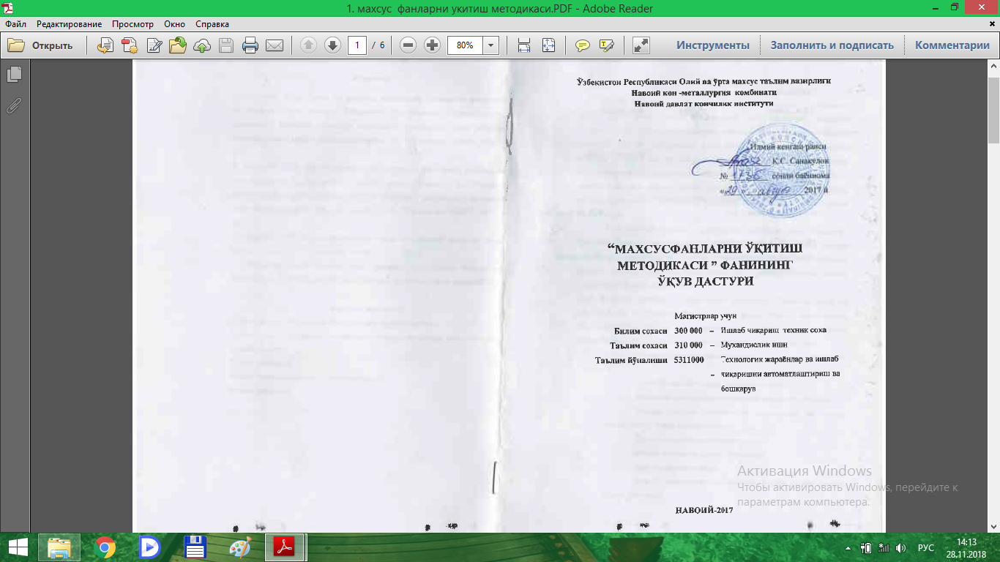 1. махсус фанларни укитиш методикаси.PDF - Adobe Reader
Файл Редактирование Просмотр Окно Справка
Открыть 1 / 6 80% Инструменты Заполнить и подписать Комментарии
Ўзбекистон Республикаси Олий ва ўрта махсус таълим вазирлиги
Навоий кон -металлургия комбинати
Навоий давлат кончилик институти
Илмий кенгаш раиси
К.С. Санакулов
№ 1735 сонли баённома
«29» август 2017 й
“МАХСУСФАНЛАРНИ ЎҚИТИШ
МЕТОДИКАСИ ” ФАНИНИНГ
ЎҚУВ ДАСТУРИ
Магистрлар учун
Билим сохаси 300 000 – Ишлаб чиқариш техник соха
Таълим сохаси 310 000 – Мухандислик иши
Таълим йўналиши 5311000 Технологик жараёнлар ва ишлаб
– чиқаришни автоматлаштириш ва
бошкарув
НАВОИЙ-2017
Активация Windows
Чтобы активировать Windows, перейдите к
параметрам компьютера.
РУС
14:13
28.11.2018